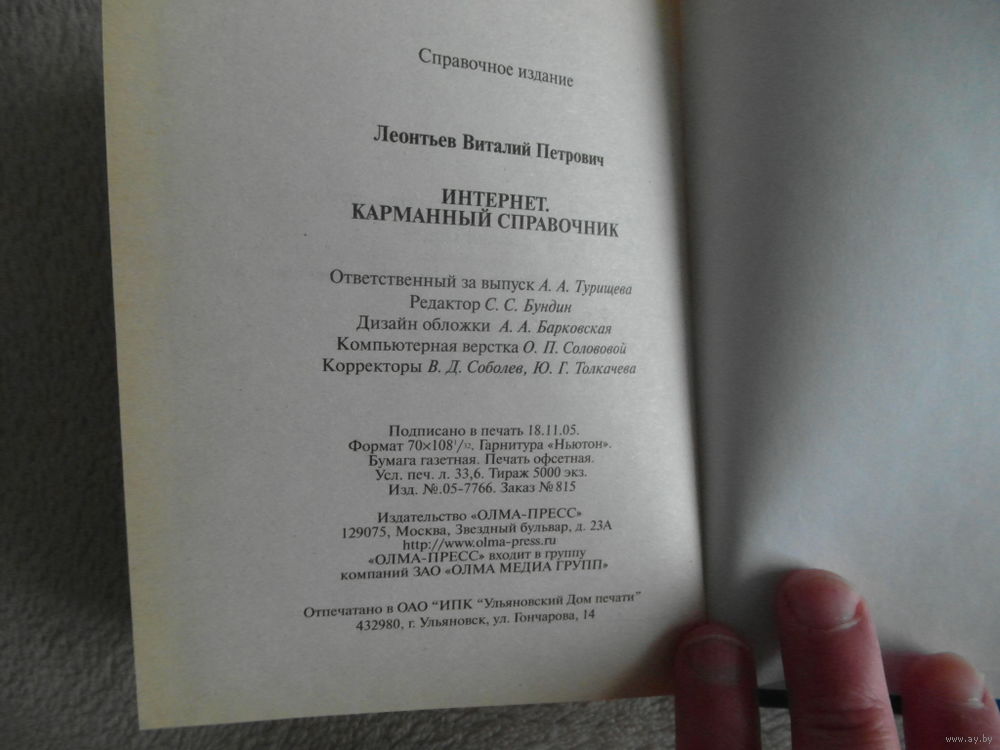 Справочное издание
Леонтьев Виталий Петрович
ИНТЕРНЕТ.
КАРМАННЫЙ СПРАВОЧНИК
Ответственный за выпуск А. А. Турищева
Редактор С. С. Бундин
Дизайн обложки А. А. Барковская
Компьютерная верстка О. П. Солововой
Корректоры В. Д. Соболев, Ю. Г. Толкачева
Подписано в печать 18.11.05.
Формат 70×108¹/₃₂. Гарнитура «Ньютон».
Бумага газетная. Печать офсетная.
Усл. печ. л. 33,6. Тираж 5000 экз.
Изд. №.05-7766. Заказ №815
Издательство «ОЛМА-ПРЕСС»
129075, Москва, Звездный бульвар, д. 23А
http://www.olma-press.ru
«ОЛМА-ПРЕСС» входит в группу
компаний ЗАО «ОЛМА МЕДИА ГРУПП»
Отпечатано в ОАО "ИПК "Ульяновский Дом печати"
432980, г. Ульяновск, ул. Гончарова, 14
www.ay.by